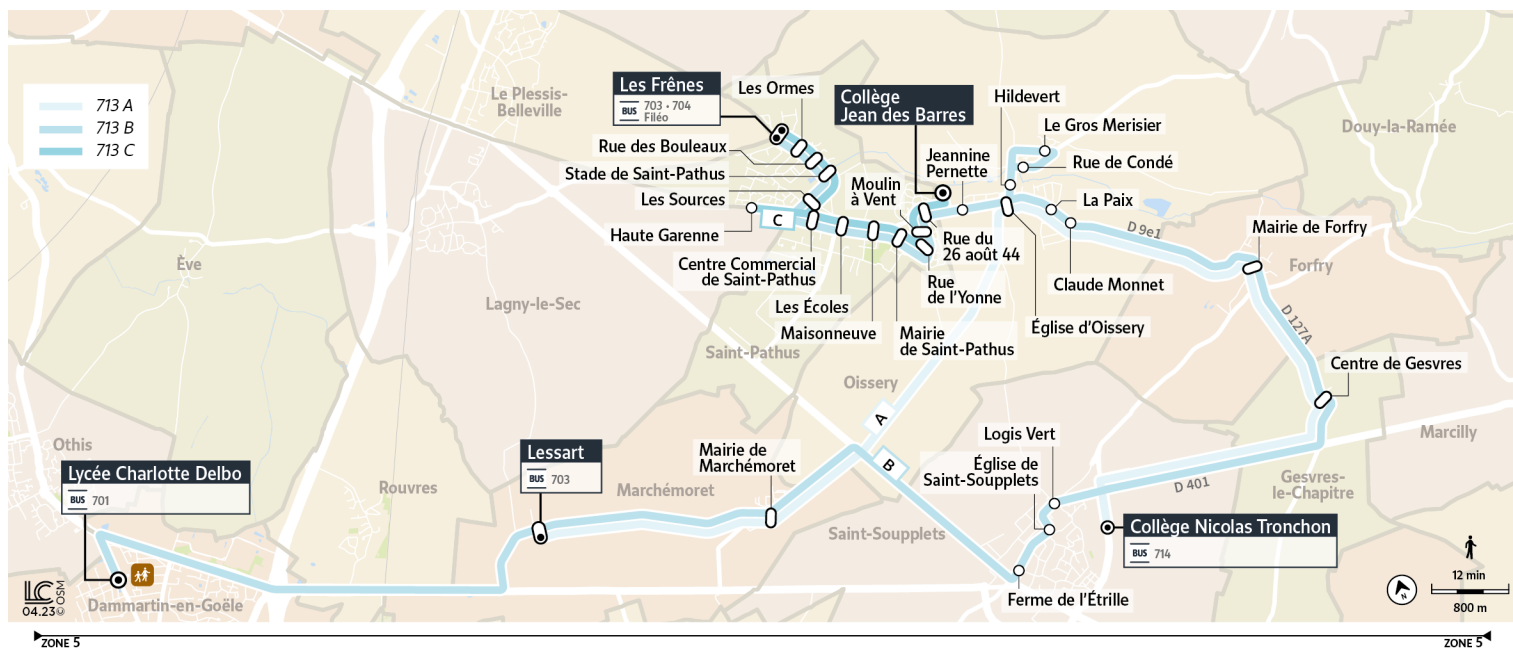 713 A
713 B
713 C
Le Plessis-
Belleville
Les Frênes
BUS 703 • 704
Filéo
Les Ormes
Collège
Jean des Barres
Hildevert
Le Gros Merisier
Douy-la-Ramée
Rue des Bouleaux
Jeannine
Pernette
Rue de Condé
Stade de Saint-Pathus
Moulin
à Vent
Les Sources
La Paix
C
Haute Garenne
D 9e1
Mairie de Forfry
Rue du
26 août 44
Ève
Centre Commercial
de Saint-Pathus
Forfry
Claude Monnet
Rue
de l'Yonne
Lagny-le-Sec
Les Écoles
D 127A
Église d'Oissery
Maisonneuve
Mairie
de Saint-Pathus
Saint-Pathus
Centre de Gesvres
Oissery
A
Othis
Logis Vert
Marcilly
Lessart
BUS 703
Mairie de
Marchémoret
B
Église de
Saint-Soupplets
Lycée Charlotte Delbo
BUS 701
Rouvres
Marchémoret
D 401
Gesvres-
le-Chapitre
Saint-Soupplets
Collège Nicolas Tronchon
BUS 714
12 min
800 m
N
LC
04.23
© OSM
Dammartin-en-Goële
Ferme de l'Étrille
ZONE 5
ZONE 5